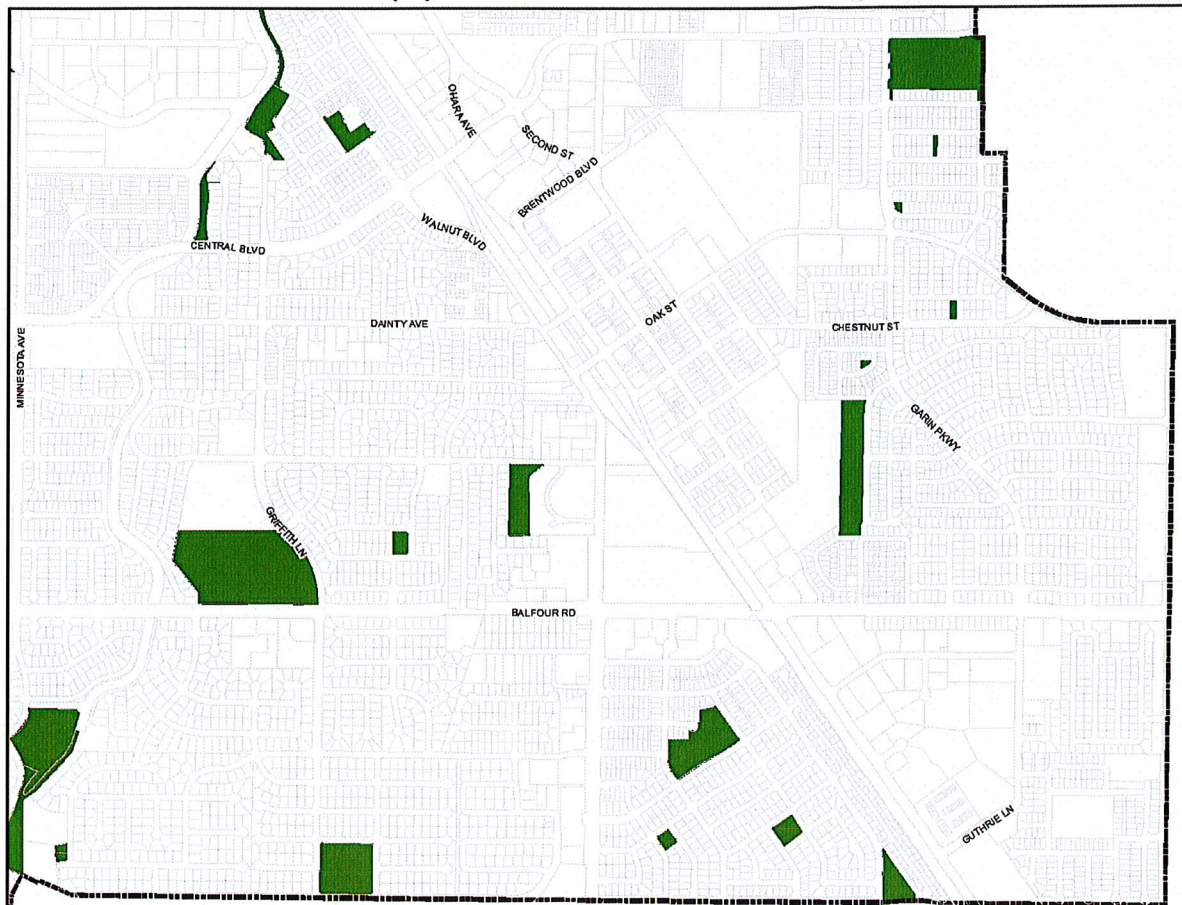 OHARA AVE
SECOND ST
BRENTWOOD BLVD
WALNUT BLVD
CENTRAL BLVD
OAK ST
DAINTY AVE
CHESTNUT ST
MINNESOTA AVE
GARIN PKWY
GRIFFITH LN
BALFOUR RD
GUTHRIE LN